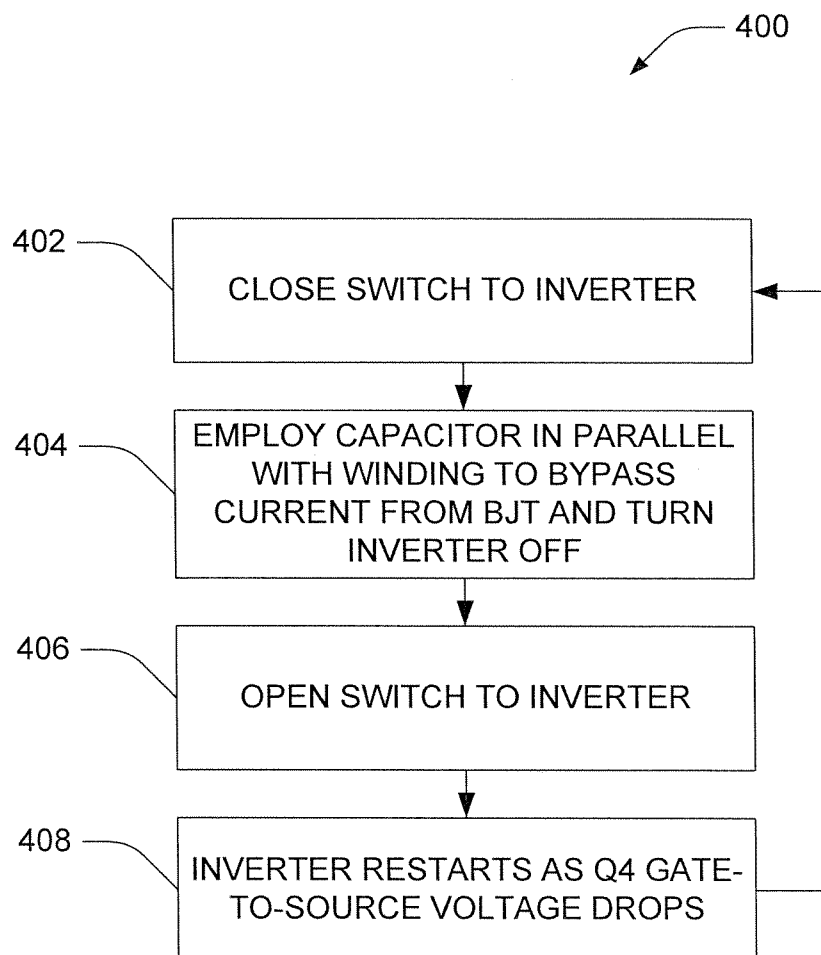 400
402
CLOSE SWITCH TO INVERTER
404
EMPLOY CAPACITOR IN PARALLEL
WITH WINDING TO BYPASS
CURRENT FROM BJT AND TURN
INVERTER OFF
406
OPEN SWITCH TO INVERTER
408
INVERTER RESTARTS AS Q4 GATE-
TO-SOURCE VOLTAGE DROPS